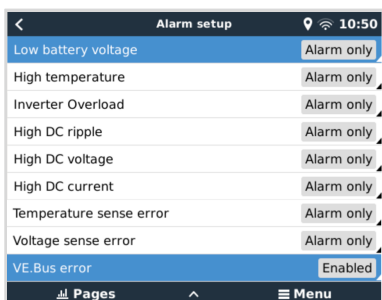 Alarm setup 10:50
Low battery voltage Alarm only
High temperature Alarm only
Inverter Overload Alarm only
High DC ripple Alarm only
High DC voltage Alarm only
High DC current Alarm only
Temperature sense error Alarm only
Voltage sense error Alarm only
VE.Bus error Enabled
Pages Menu